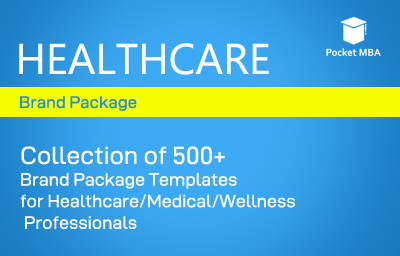 Pocket MBA
HEALTHCARE
Brand Package
Collection of 500+
Brand Package Templates
for Healthcare/Medical/Wellness
Professionals